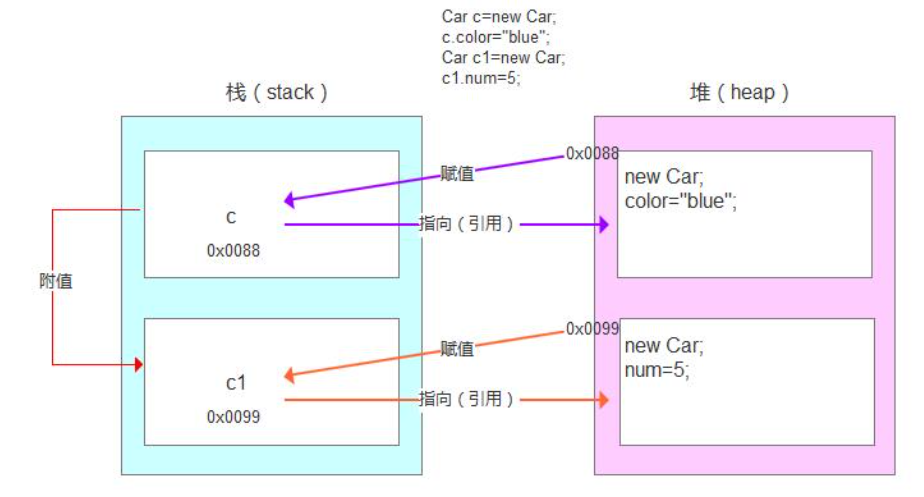 Car c=new Car;
c.color="blue";
Car c1=new Car;
c1.num=5;
栈（stack）
堆（heap）
0x0088
赋值
new Car;
color="blue";
c
指向（引用）
0x0088
附值
0x0099
赋值
new Car;
num=5;
c1
指向（引用）
0x0099